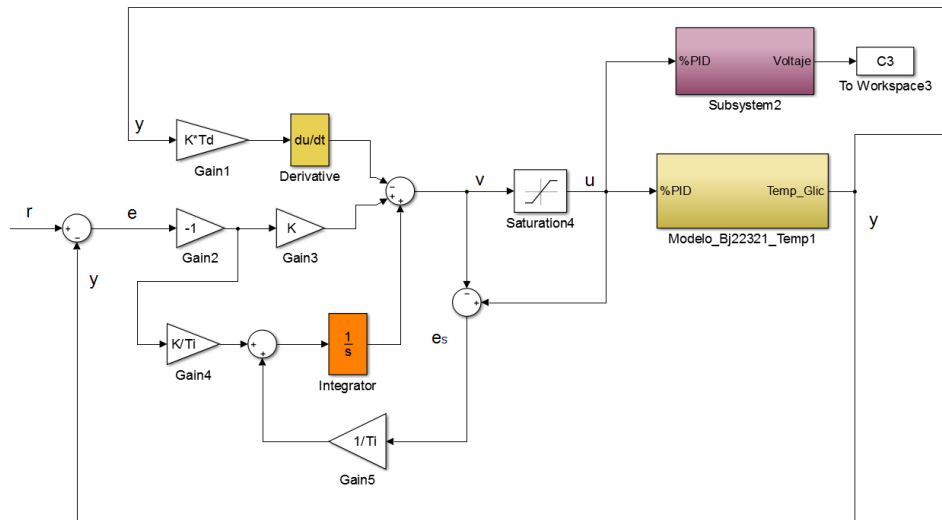 %PID
Voltaje
C3
Subsystem2
To Workspace3
y
K*Td
du/dt
Gain1
Derivative
−
+
+
v
u
Saturation4
%PID
Temp_Glic
Modelo_Bj22321_Temp1
y
r
+
−
e
-1
K
Gain2
Gain3
y
−
+
es
K/Ti
+
+
1
s
Gain4
Integrator
1/Ti
Gain5